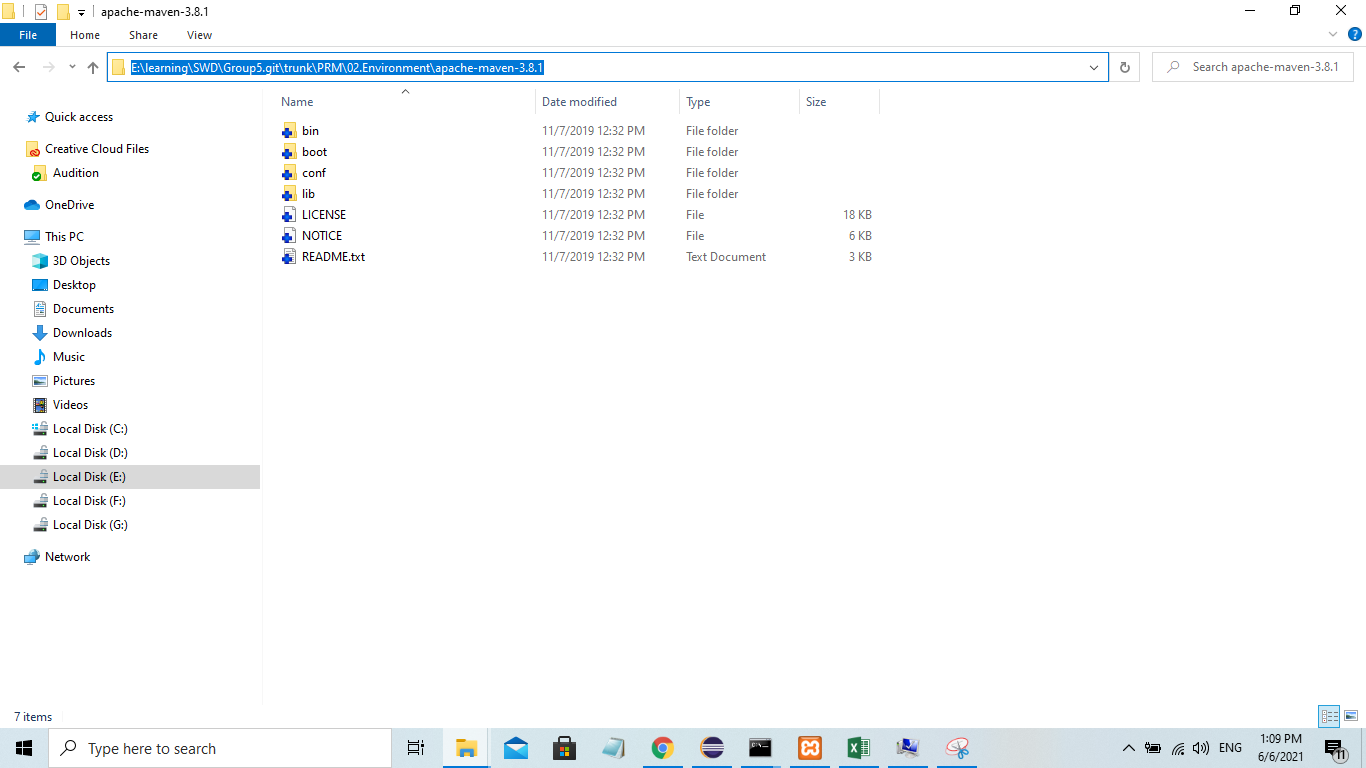 apache-maven-3.8.1
File Home Share View
E:\learning\SWD\Group5.git\trunk\PRM\02.Environment\apache-maven-3.8.1 Search apache-maven-3.8.1
Name Date modified Type Size
Quick access
Creative Cloud Files
Audition
OneDrive
This PC
3D Objects
Desktop
Documents
Downloads
Music
Pictures
Videos
Local Disk (C:)
Local Disk (D:)
Local Disk (E:)
Local Disk (F:)
Local Disk (G:)
Network
bin 11/7/2019 12:32 PM File folder
boot 11/7/2019 12:32 PM File folder
conf 11/7/2019 12:32 PM File folder
lib 11/7/2019 12:32 PM File folder
LICENSE 11/7/2019 12:32 PM File 18 KB
NOTICE 11/7/2019 12:32 PM File 6 KB
README.txt 11/7/2019 12:32 PM Text Document 3 KB
7 items
Type here to search
ENG
1:09 PM
6/6/2021
11